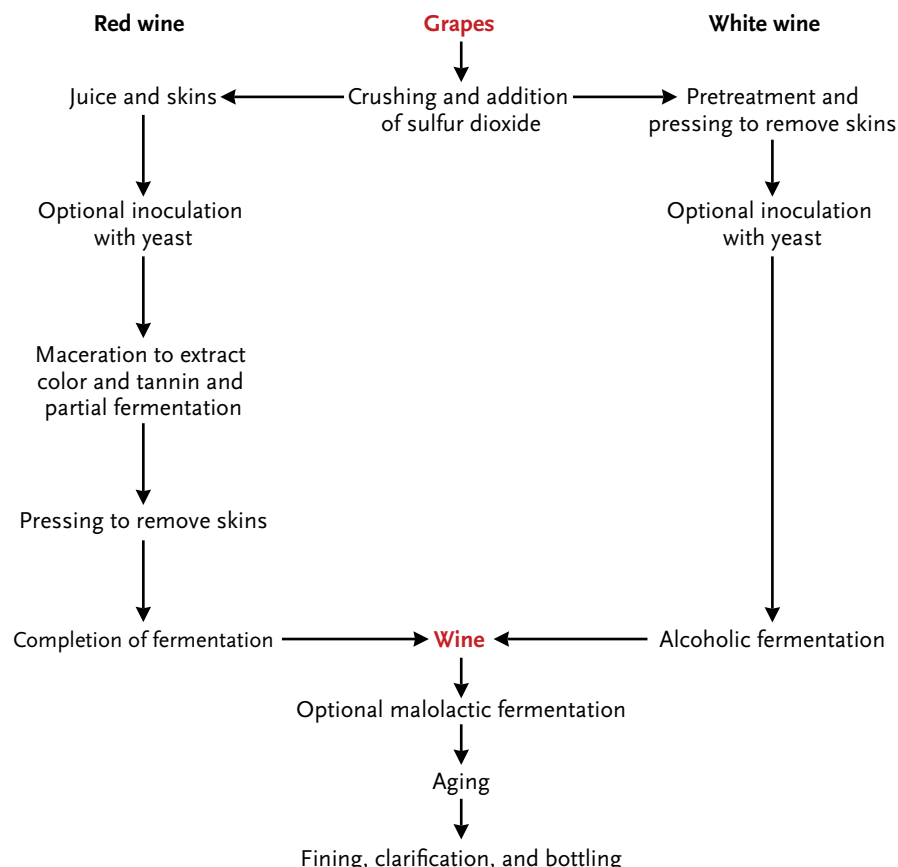 Red wine
Grapes
White wine
Juice and skins
Crushing and addition
of sulfur dioxide
Pretreatment and
pressing to remove skins
Optional inoculation
with yeast
Optional inoculation
with yeast
Maceration to extract
color and tannin and
partial fermentation
Pressing to remove skins
Completion of fermentation
Wine
Alcoholic fermentation
Optional malolactic fermentation
Aging
Fining, clarification, and bottling